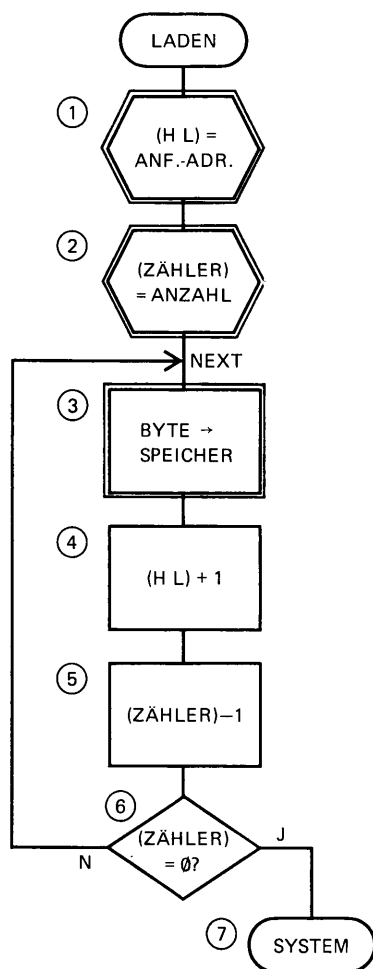 LADEN
1
(H L) =
ANF.-ADR.
2
(ZÄHLER)
= ANZAHL
NEXT
3
BYTE →
SPEICHER
4
(H L) + 1
5
(ZÄHLER)–1
6
(ZÄHLER)
= Ø?
N
J
7
SYSTEM